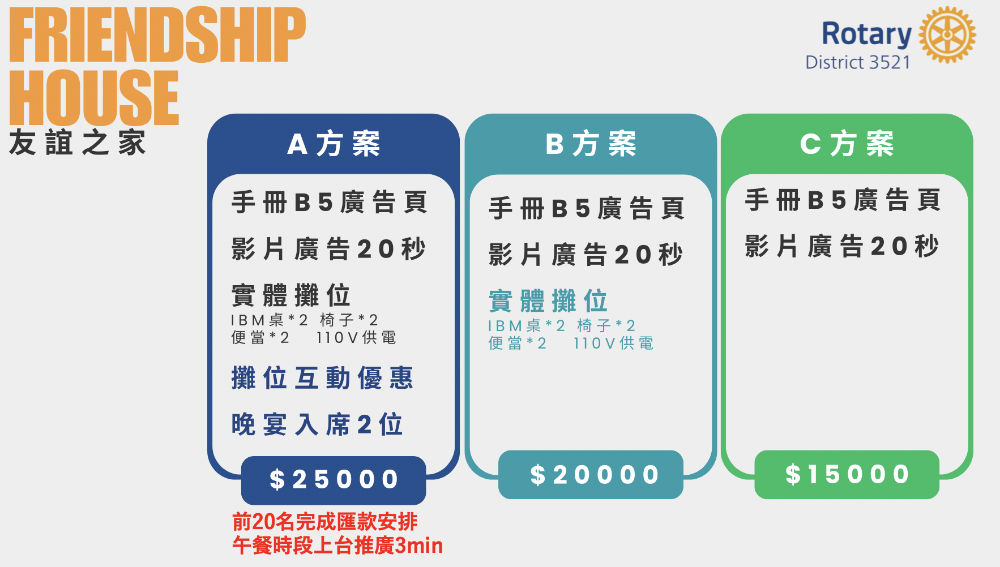 FRIENDSHIP
HOUSE
友誼之家
Rotary
District 3521
A方案
手冊B5廣告頁
影片廣告20秒
實體攤位
IBM桌*2 椅子*2
便當*2 110V供電
攤位互動優惠
晚宴入席2位
$25000
前20名完成匯款安排
午餐時段上台推廣3min
B方案
手冊B5廣告頁
影片廣告20秒
實體攤位
IBM桌*2 椅子*2
便當*2 110V供電
$20000
C方案
手冊B5廣告頁
影片廣告20秒
$15000